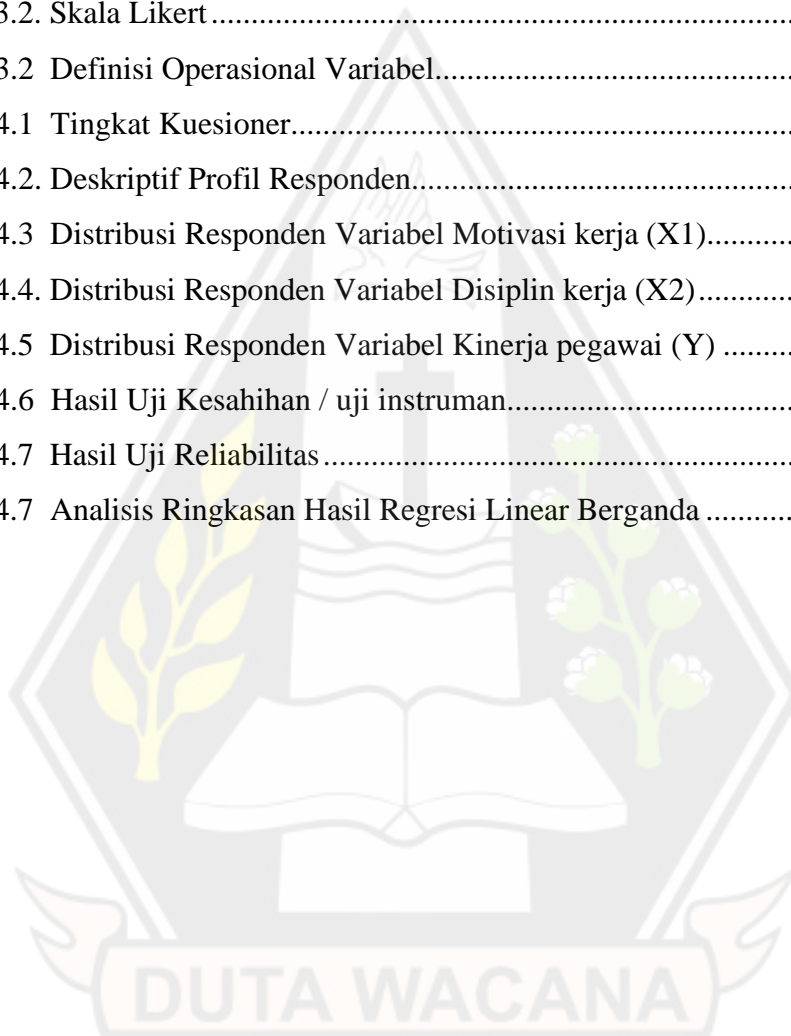 3.2. Skala Likert................................................................................
3.2 Definisi Operasional Variabel.................................................
4.1 Tingkat Kuesioner....................................................................
4.2. Deskriptif Profil Responden....................................................
4.3 Distribusi Responden Variabel Motivasi kerja (X1)...........
4.4. Distribusi Responden Variabel Disiplin kerja (X2)............
4.5 Distribusi Responden Variabel Kinerja pegawai (Y) .........
4.6 Hasil Uji Kesahihan / uji instruman.....................................
4.7 Hasil Uji Reliabilitas................................................................
4.7 Analisis Ringkasan Hasil Regresi Linear Berganda ...........
DUTA WACANA